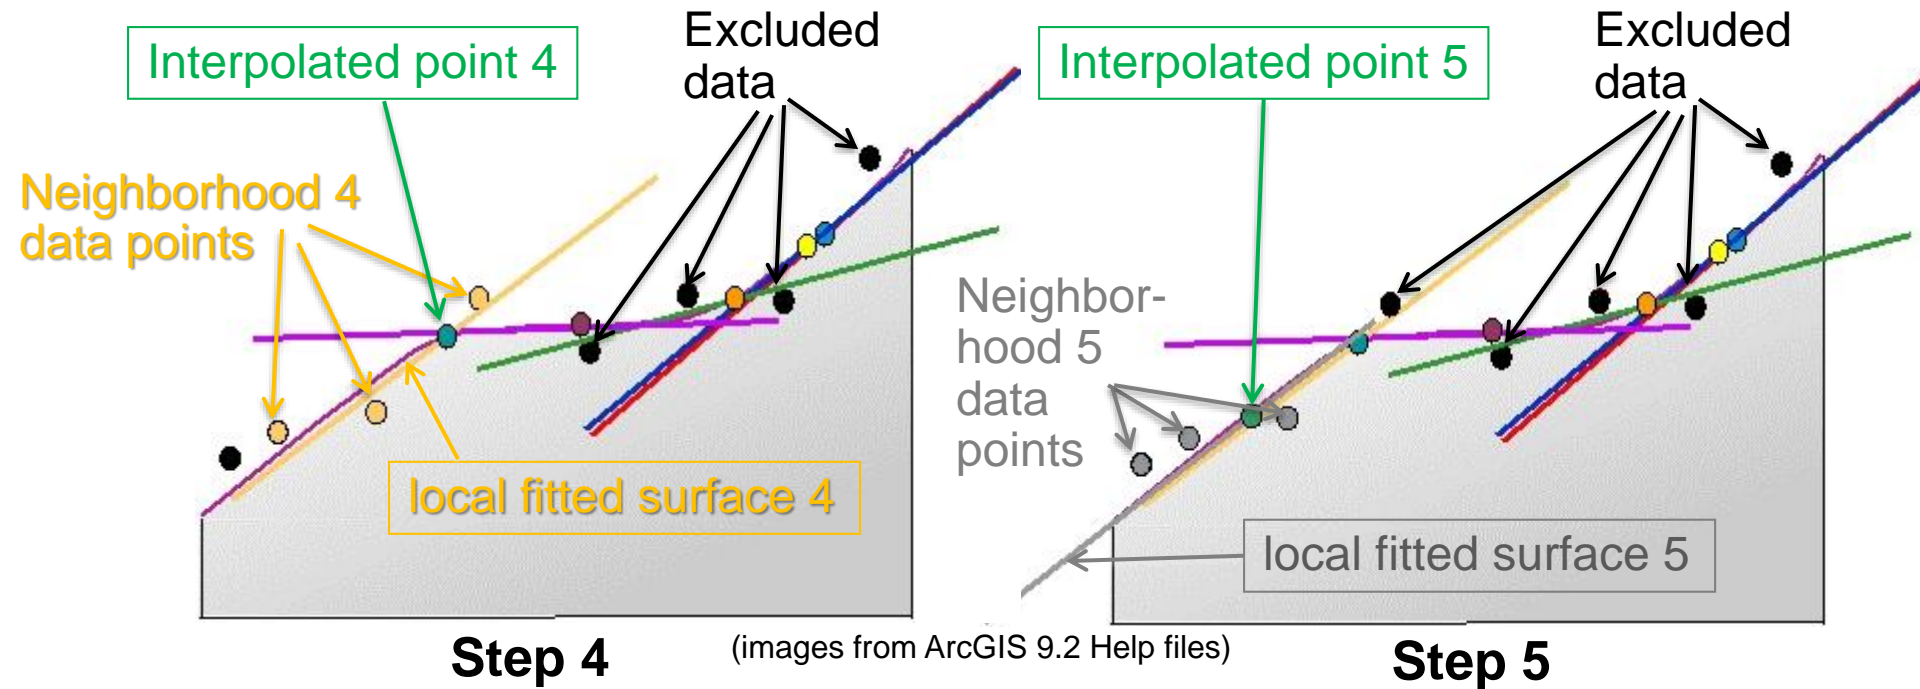 Interpolated point 4
Excluded
data
Neighborhood 4
data points
local fitted surface 4
Step 4
Interpolated point 5
Excluded
data
Neighbor-
hood 5
data
points
local fitted surface 5
Step 5
(images from ArcGIS 9.2 Help files)